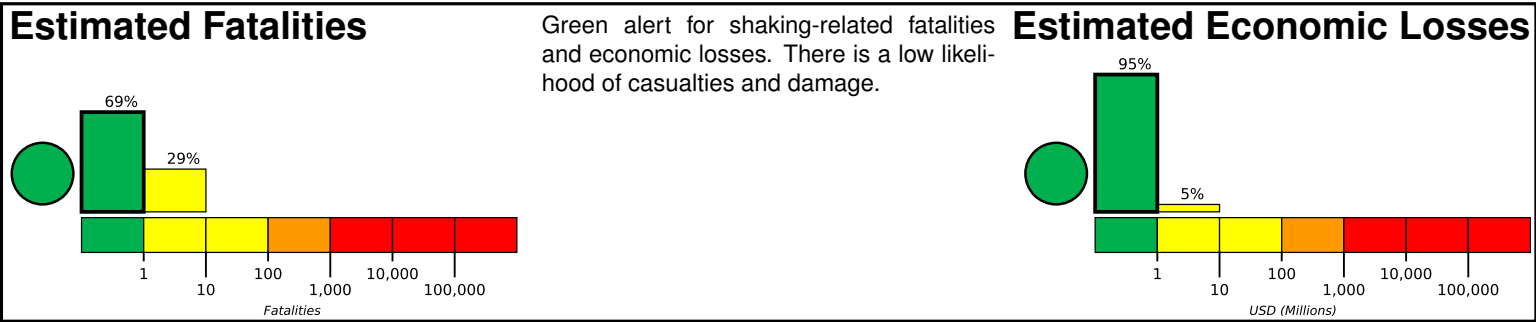 Estimated Fatalities
69%
29%
1
10
100
1,000
10,000
100,000
Fatalities
Green alert for shaking-related fatalities
and economic losses. There is a low likeli-
hood of casualties and damage.
Estimated Economic Losses
95%
5%
1
10
100
1,000
10,000
100,000
USD (Millions)